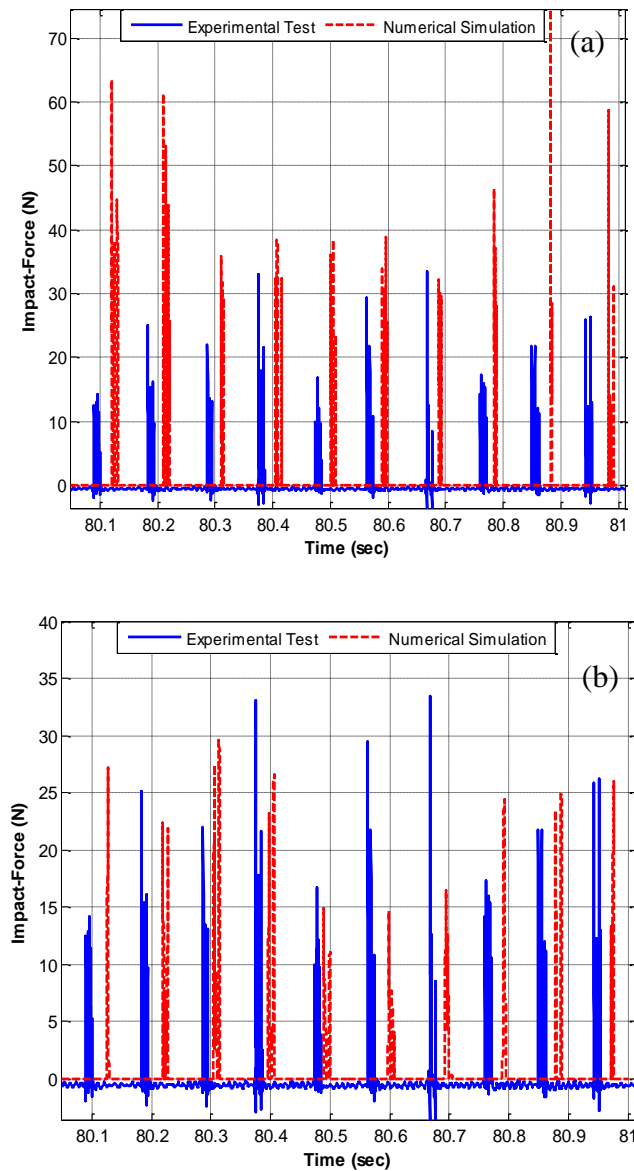 Experimental Test Numerical Simulation
(a)
70
60
50
40
30
20
10
0
Impact-Force (N)
80.1 80.2 80.3 80.4 80.5 80.6 80.7 80.8 80.9 81
Time (sec)
Experimental Test Numerical Simulation
(b)
40
35
30
25
20
15
10
5
0
Impact-Force (N)
80.1 80.2 80.3 80.4 80.5 80.6 80.7 80.8 80.9 81
Time (sec)